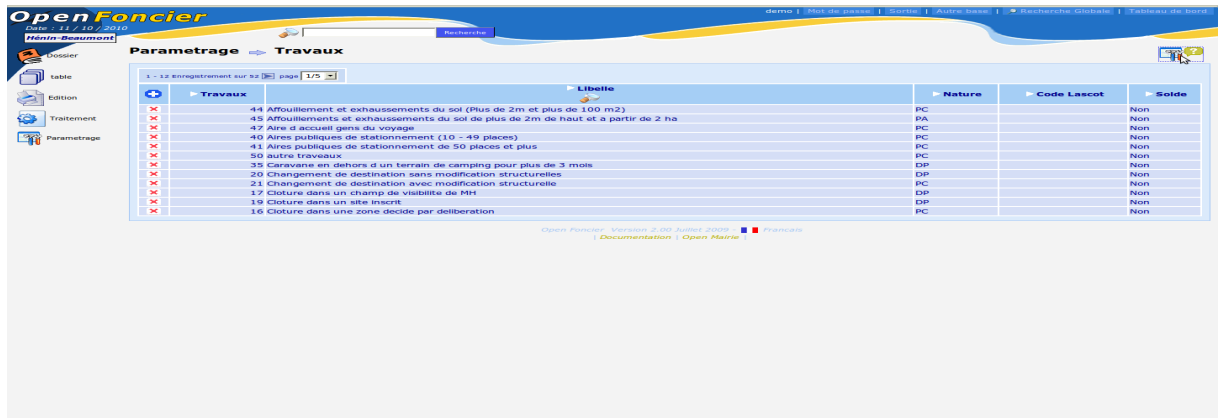 OpenFoncier
demo | Mot de passe | Sortie | Autre base | Recherche Globale | Tableau de bord
Date : 11 / 10 / 2010
Hénin-Beaumont
Recherche
Dossier
table
Edition
Traitement
Parametrage
Parametrage Travaux
1 - 12 Enregistrement sur 52 page 1/5
Travaux Libelle Nature Code Lascot Solde
44 Affouillement et exhaussements du sol (Plus de 2m et plus de 100 m2) PC Non
45 Affouillements et exhaussements du sol de plus de 2m de haut et a partir de 2 ha PA Non
47 Aire d accueil gens du voyage PC Non
40 Aires publiques de stationnement (10 - 49 places) PC Non
41 Aires publiques de stationnement de 50 places et plus PC Non
50 autre traveaux PC Non
35 Caravane en dehors d un terrain de camping pour plus de 3 mois DP Non
20 Changement de destination sans modification structurelles DP Non
21 Changement de destination avec modification structurelle PC Non
17 Cloture dans un champ de visibilite de MH DP Non
19 Cloture dans un site inscrit DP Non
16 Cloture dans une zone decide par deliberation PC Non
Open Foncier Version 2.00 Juillet 2009 - Francais
| Documentation | Open Mairie |